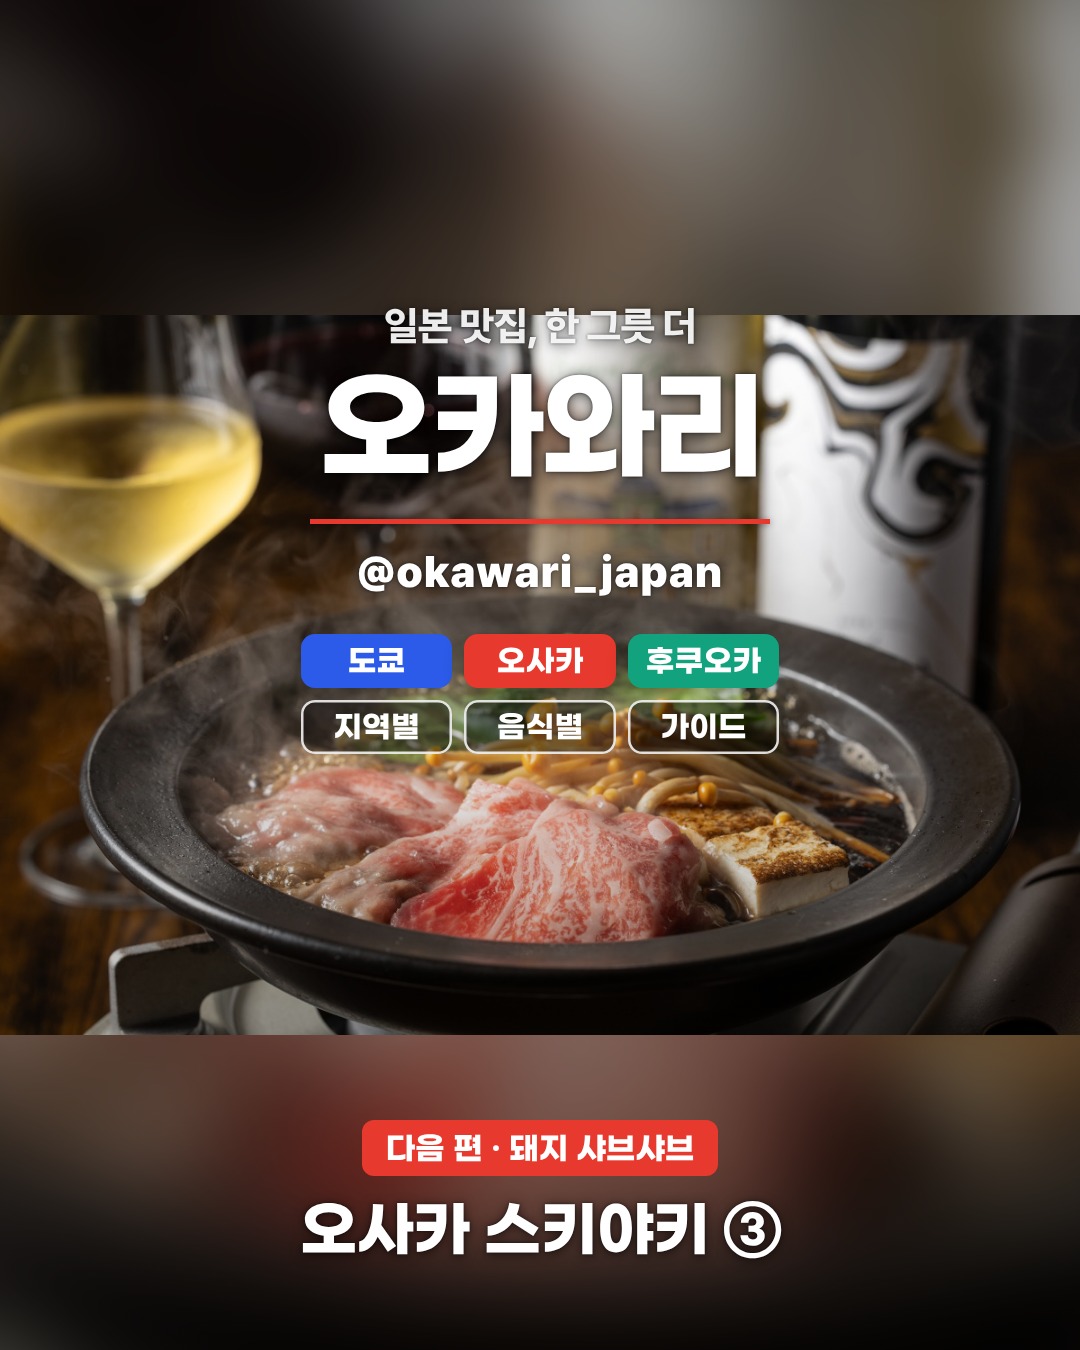 일본 맛집, 한 그릇 더
오카와리
@okawari_japan
도쿄 오사카 후쿠오카
지역별 음식별 가이드
다음 편 · 돼지 샤브샤브
오사카 스키야키 ③